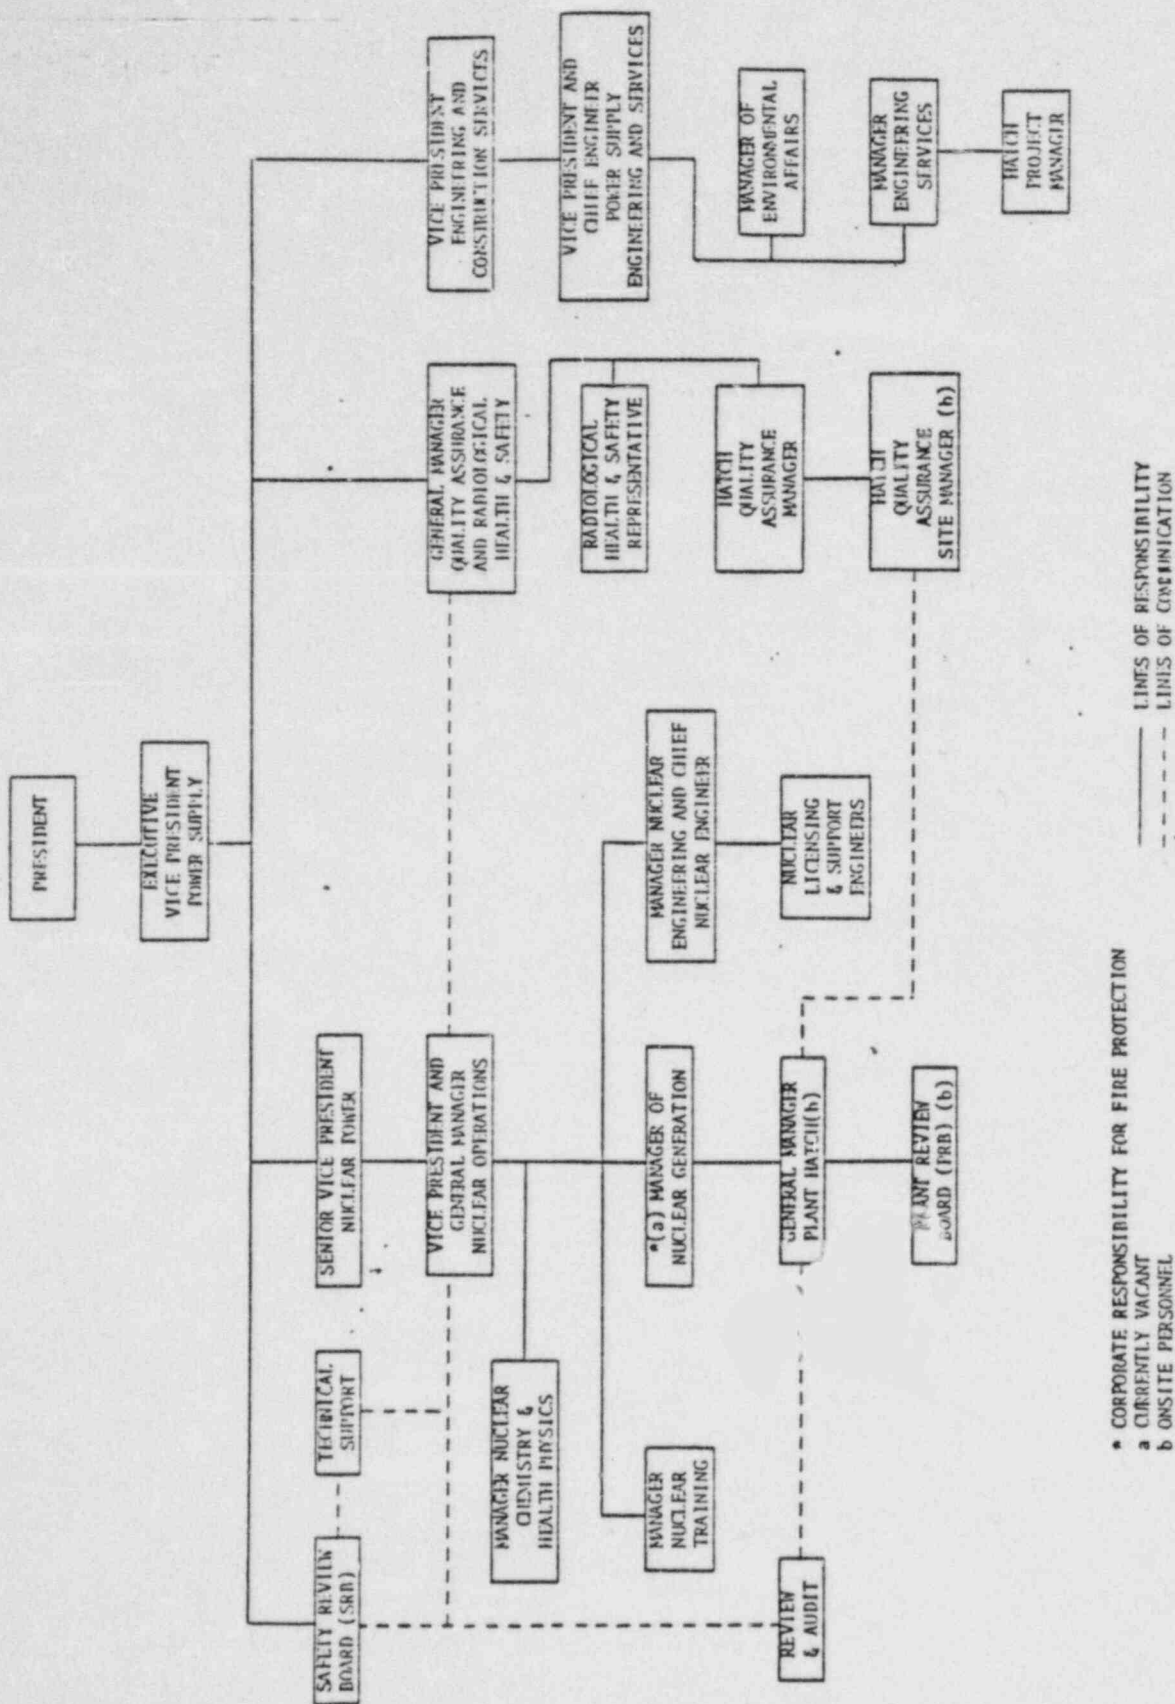 PRESIDENT
EXECUTIVE
VICE PRESIDENT
POWER SUPPLY
SAFETY REVIEW
BOARD (SRB)
TECHNICAL
SUPPORT
SENIOR VICE PRESIDENT
NUCLEAR POWER
VICE PRESIDENT AND
GENERAL MANAGER
NUCLEAR OPERATIONS
GENERAL MANAGER
QUALITY ASSURANCE
AND RADIOLOGICAL
HEALTH & SAFETY
VICE PRESIDENT
ENGINEERING AND
CONSTRUCTION SERVICES
MANAGER NUCLEAR
CHEMISTRY &
HEALTH PHYSICS
RADIOLOGICAL
HEALTH & SAFETY
REPRESENTATIVE
VICE PRESIDENT AND
CHIEF ENGINEER
POWER SUPPLY
ENGINEERING AND SERVICES
MANAGER
NUCLEAR
TRAINING
*(a) MANAGER OF
NUCLEAR GENERATION
MANAGER NUCLEAR
ENGINEERING AND CHIEF
NUCLEAR ENGINEER
HATCH
QUALITY
ASSURANCE
MANAGER
MANAGER OF
ENVIRONMENTAL
AFFAIRS
REVIEW
& AUDIT
GENERAL MANAGER
PLANT HATCH(b)
NUCLEAR
LICENSING
& SUPPORT
ENGINEERS
HATCH
QUALITY
ASSURANCE
SITE MANAGER (b)
MANAGER
ENGINEERING
SERVICES
PLANT REVIEW
BOARD (PRB) (b)
HATCH
PROJECT
MANAGER
* CORPORATE RESPONSIBILITY FOR FIRE PROTECTION
a CURRENTLY VACANT
b ONSITE PERSONNEL
LINES OF RESPONSIBILITY
LINES OF COMMUNICATION